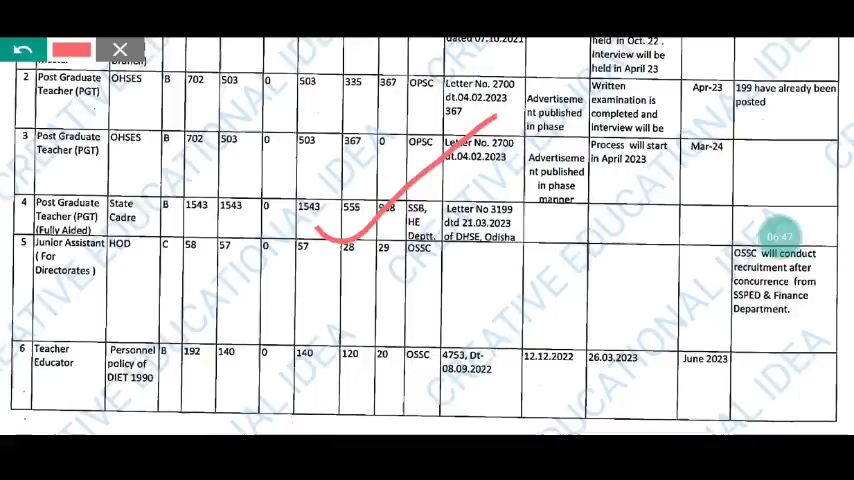 dated 07.10.2021
held in Oct. 22 .
interview will be
held in April 23
2 Post Graduate Teacher (PGT) OHSES B 702 503 0 503 335 367 OPSC Letter No. 2700 dt.04.02.2023 367 Advertiseme nt published in phase Written examination is completed and interview will be Apr-23 199 have already been posted
3 Post Graduate Teacher (PGT) OHSES B 702 503 0 503 367 0 OPSC Letter No. 2700 dt.04.02.2023 Advertiseme nt published in phase manner Process will start in April 2023 Mar-24
4 Post Graduate Teacher (PGT) (Fully Aided) State Cadre B 1543 1543 0 1543 555 SSB, HE Deptt. Letter No 3199 dtd 21.03.2023 of DHSE, Odisha
5 Junior Assistant ( For Directorates ) HOD C 58 57 0 57 28 29 OSSC OSSC will conduct recruitment after concurrence from SSPED & Finance Department.
6 Teacher Educator Personnel policy of DIET 1990 B 192 140 0 140 120 20 OSSC 4753, Dt- 08.09.2022 12.12.2022 26.03.2023 June 2023
06:47
CREATIVE EDUCATIONAL IDEA